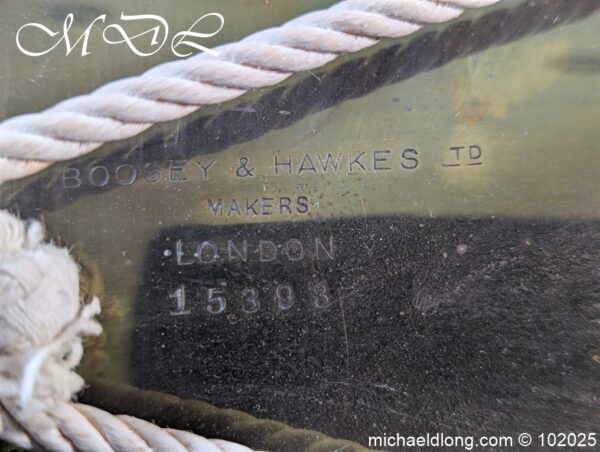 MDL
BOOSEY & HAWKES LTD
MAKERS
LONDON
15393
michaeldlong.com © 102025